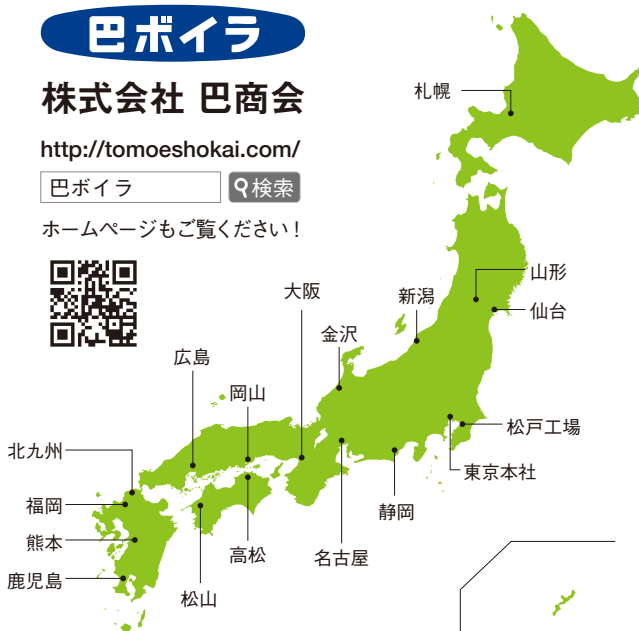 巴ボイラ
株式会社 巴商会
http://tomoeshokai.com/
巴ボイラ
検索
ホームページもご覧ください！
札幌
山形
仙台
新潟
大阪
金沢
広島
岡山
松戸工場
東京本社
北九州
静岡
福岡
熊本
高松
名古屋
鹿児島
松山